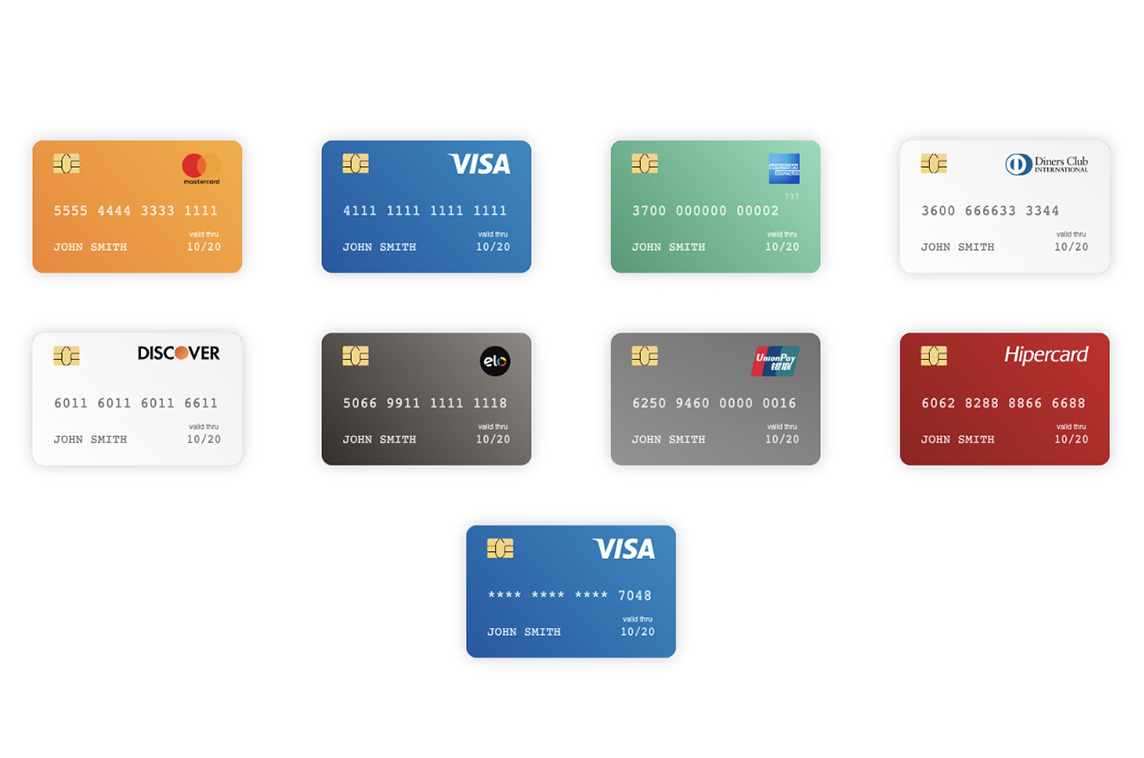 mastercard
5555 4444 3333 1111
valid thru
JOHN SMITH 10/20
VISA
4111 1111 1111 1111
valid thru
JOHN SMITH 10/20
AMERICAN EXPRESS
737
3700 000000 00002
valid thru
JOHN SMITH 10/20
Diners Club
INTERNATIONAL
3600 666633 3344
valid thru
JOHN SMITH 10/20
DISCOVER
6011 6011 6011 6611
valid thru
JOHN SMITH 10/20
elo
5066 9911 1111 1118
valid thru
JOHN SMITH 10/20
UnionPay
银联
6250 9460 0000 0016
valid thru
JOHN SMITH 10/20
Hipercard
6062 8288 8866 6688
valid thru
JOHN SMITH 10/20
VISA
**** **** **** 7048
valid thru
JOHN SMITH 10/20